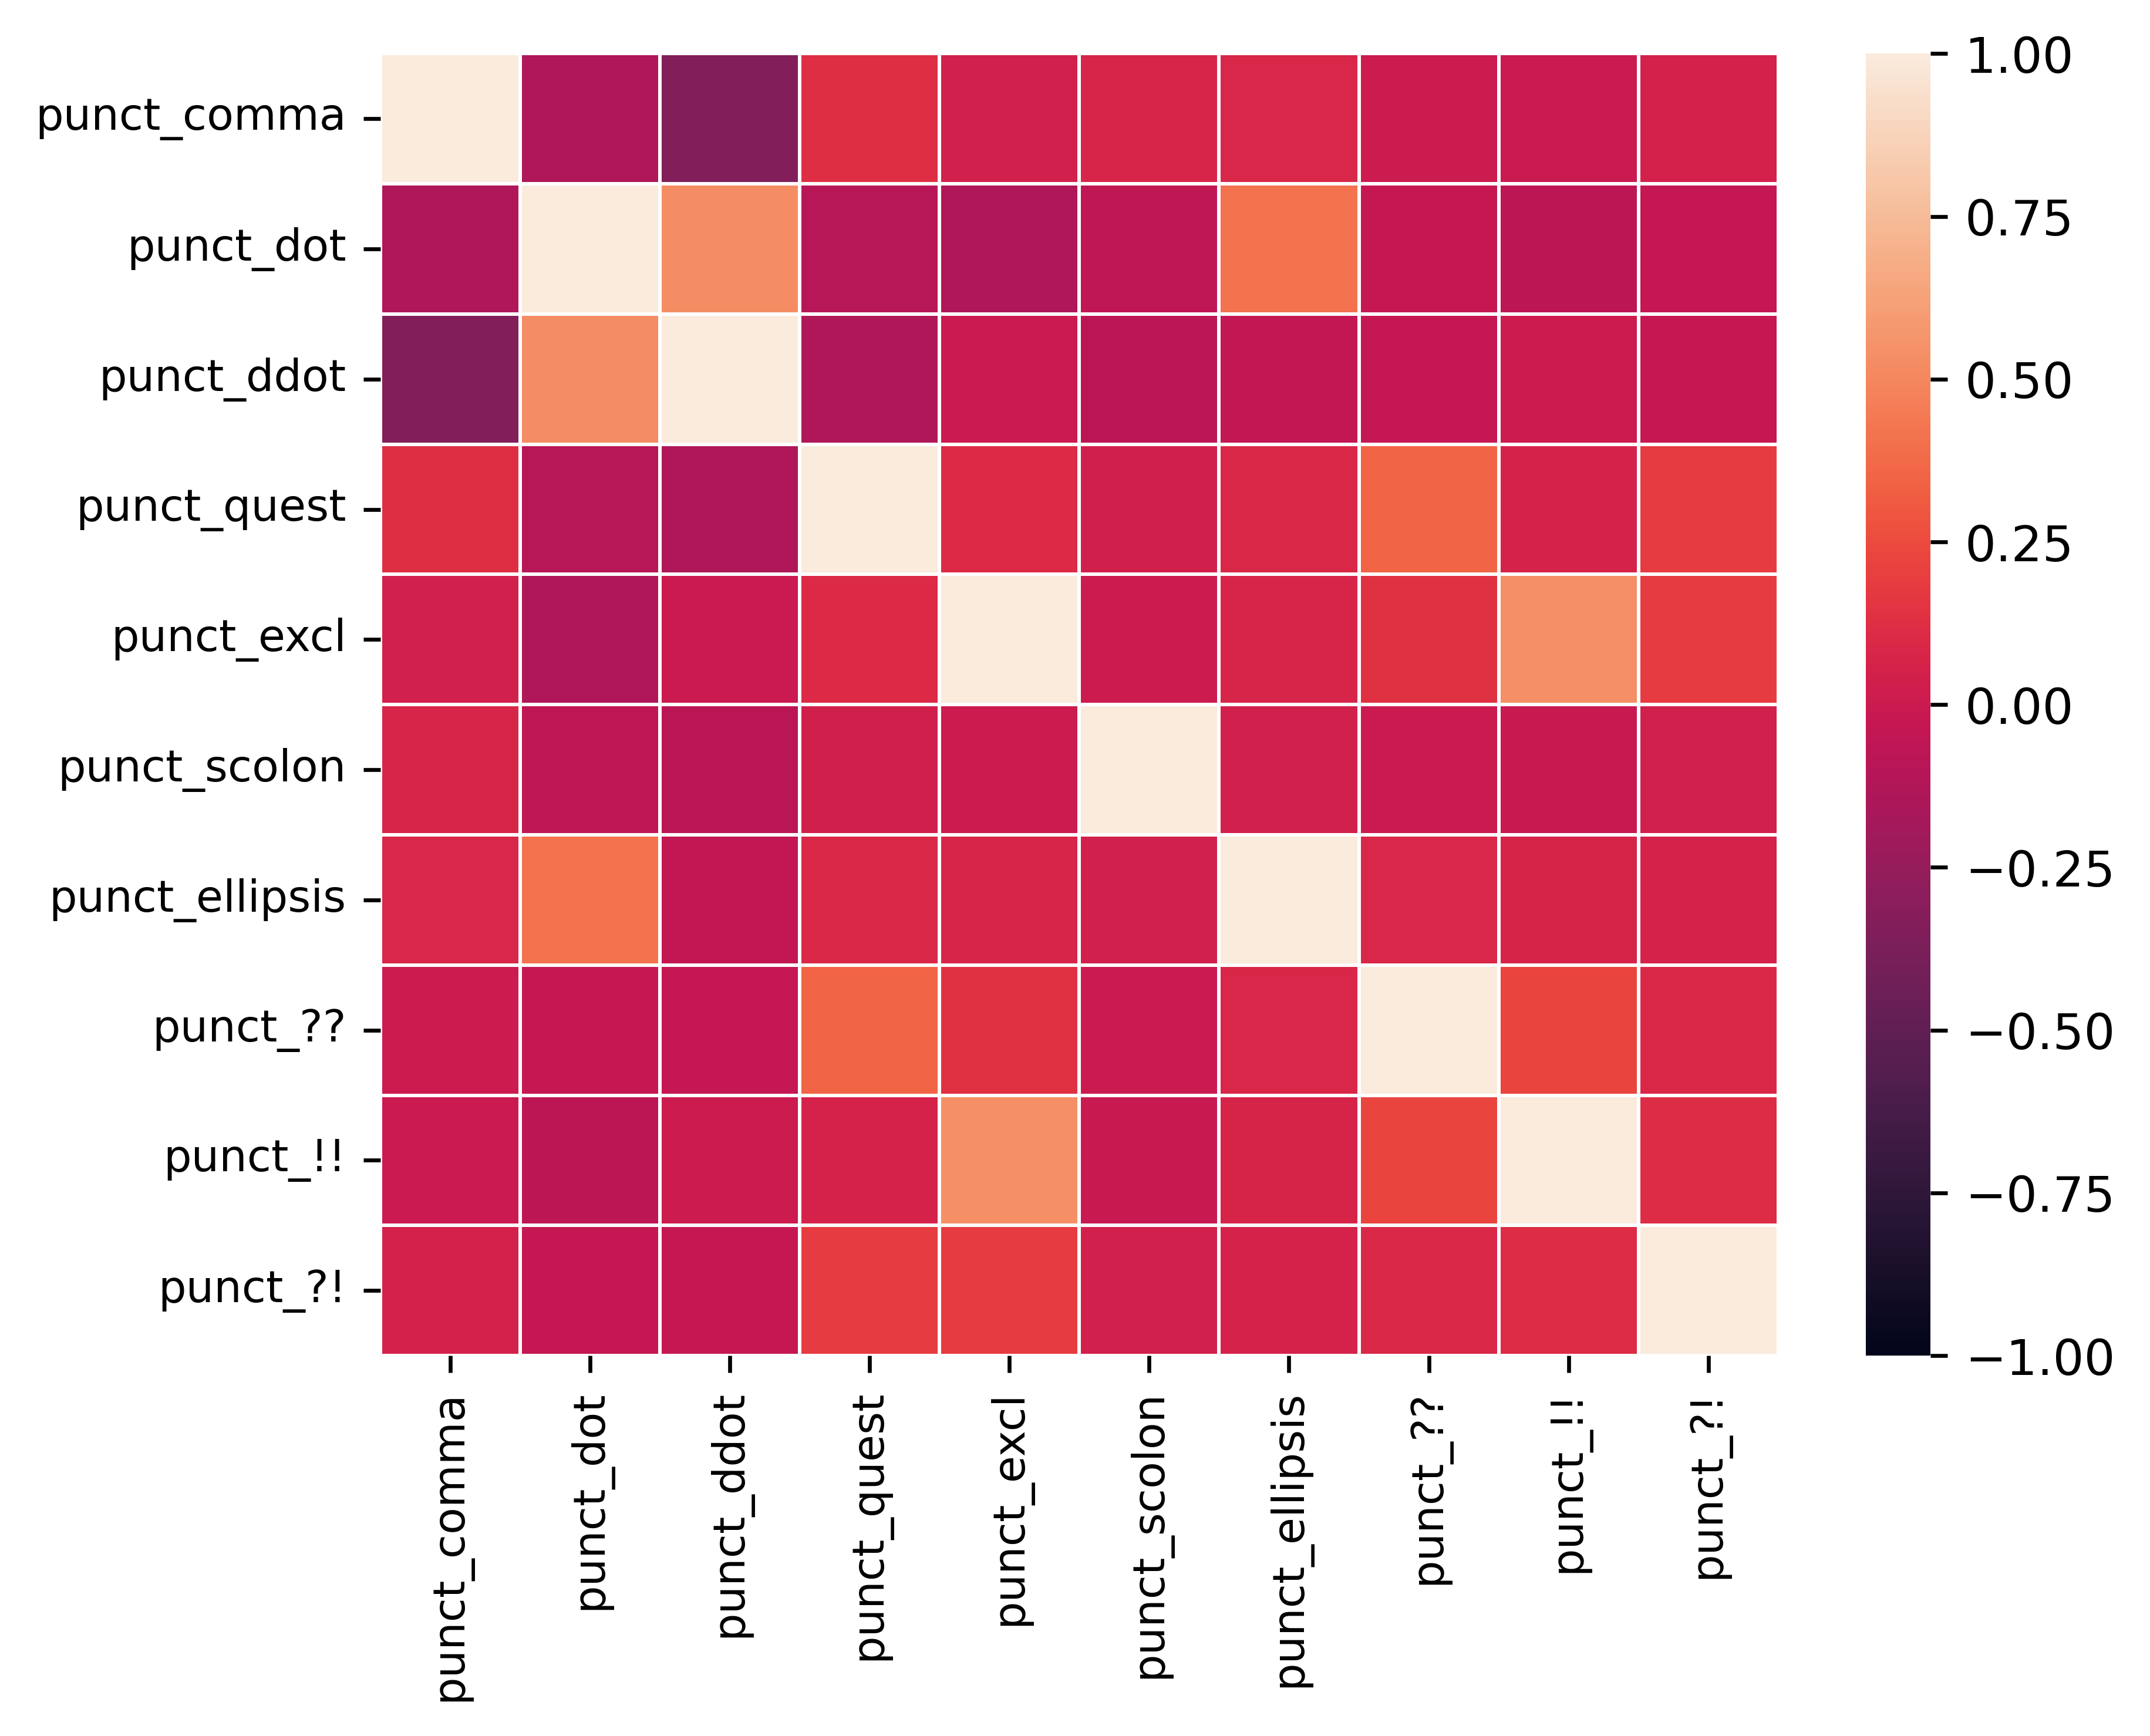 punct_comma
punct_dot
punct_ddot
punct_quest
punct_excl
punct_scolon
punct_ellipsis
punct_??
punct_!!
punct_?!
punct_comma
punct_dot
punct_ddot
punct_quest
punct_excl
punct_scolon
punct_ellipsis
punct_??
punct_!!
punct_?!
1.00
0.75
0.50
0.25
0.00
−0.25
−0.50
−0.75
−1.00